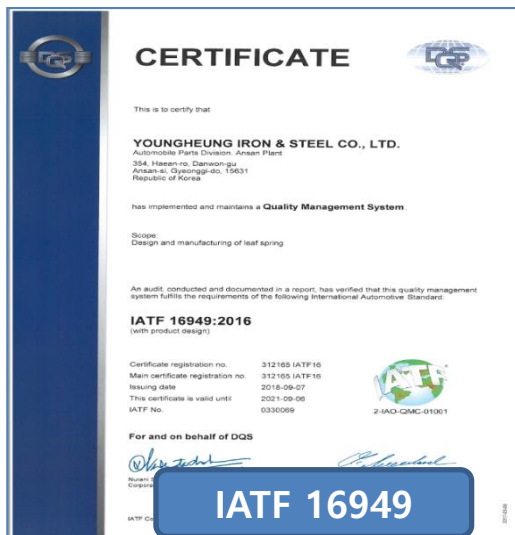 DQS
CERTIFICATE
DQS
This is to certify that
YOUNGHEUNG IRON & STEEL CO., LTD.
Automobile Parts Division. Ansan Plant
354, Haean-ro, Danwon-gu
Ansan-si, Gyeonggi-do, 15631
Republic of Korea
has implemented and maintains a Quality Management System.
Scope:
Design and manufacturing of leaf spring
An audit, conducted and documented in a report, has verified that this quality management
system fulfills the requirements of the following International Automotive Standard:
IATF 16949:2016
(with product design)
Certificate registration no. 312165 IATF16
Main certificate registration no. 312165 IATF16
Issuing date 2018-09-07
This certificate is valid until 2021-09-06
IATF No. 0330069
IATF
2-IAO-QMC-01001
For and on behalf of DQS
IATF 16949